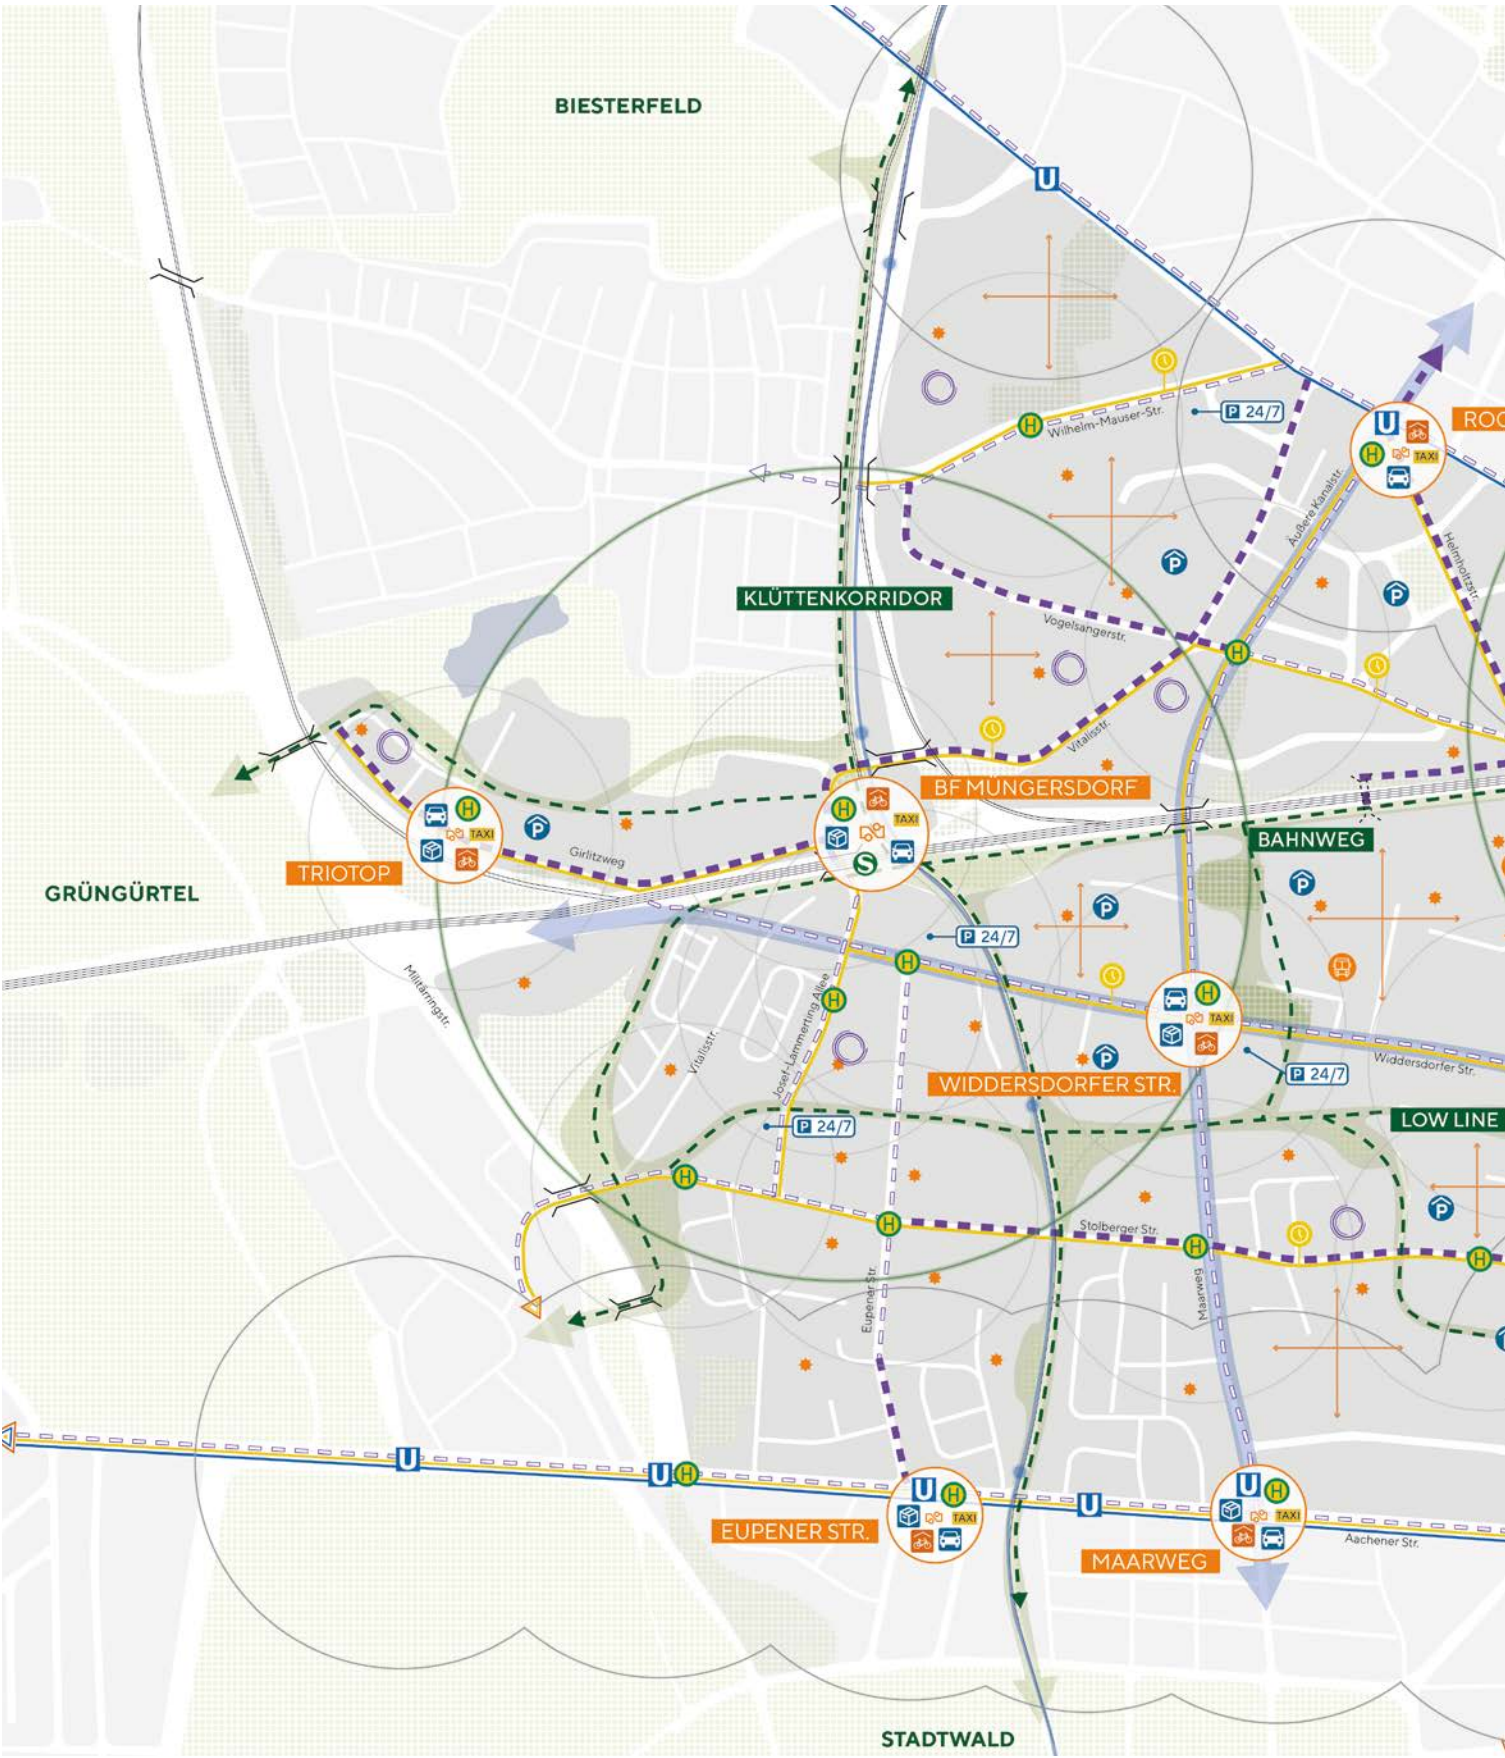 BIESTERFELD
U
P 24/7
H
Wilhelm-Mauser-Str.
U
H TAXI
ROC
Äußere Kanalstr.
Helmholtzstr.
P
P
KLÜTTENKORRIDOR
Vogelsangerstr.
H
Vitalisstr.
BF MÜNGERSDORF
H
TAXI
S
H
TAXI
P
TRIOTOP
Girlitzweg
BAHNWEG
GRÜNGÜRTEL
P
P
P 24/7
H
Militärringstr.
H
Josef-Lammerting Allee
Vitalisstr.
H
TAXI
P
WIDDERSDORFER STR.
P 24/7
Widdersdorfer Str.
P 24/7
LOW LINE
H
P
H
Stolberger Str.
H
H
Eupener Str.
Maarweg
U
U H
U H
TAXI
EUPENER STR.
U
U H
TAXI
MAARWEG
Aachener Str.
STADTWALD